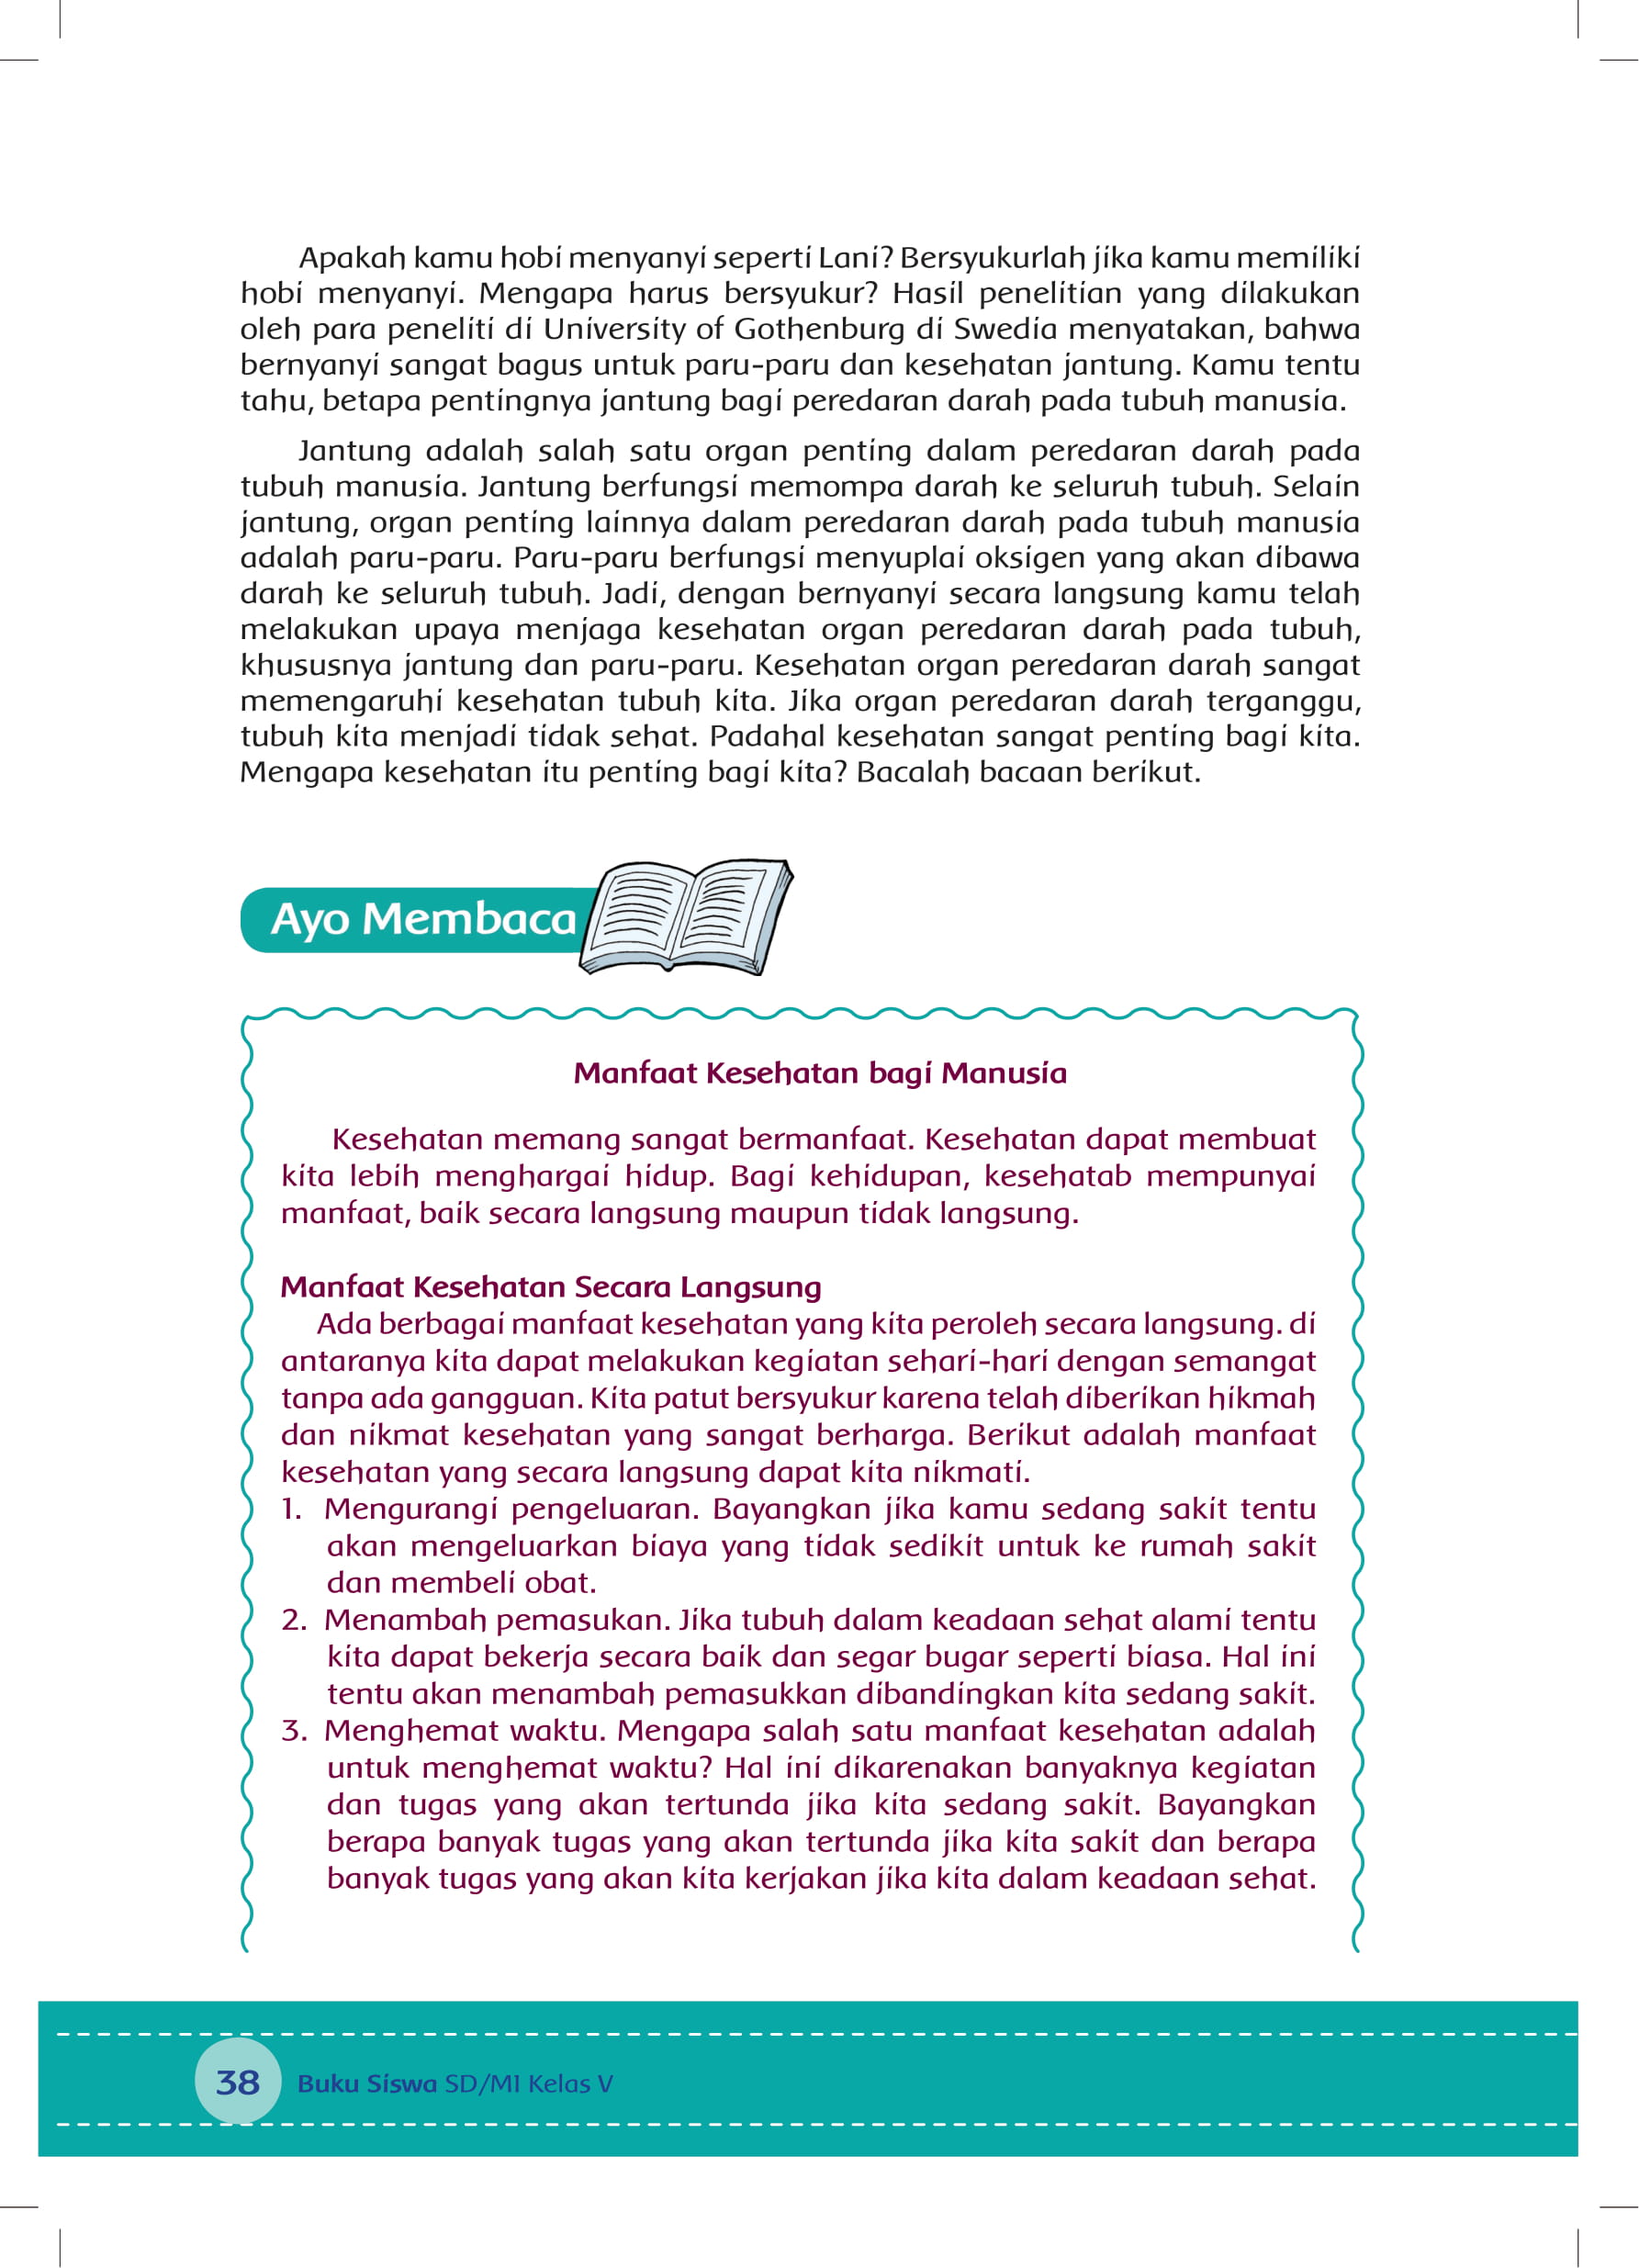 Apakah kamu hobi menyanyi seperti Lani? Bersyukurlah jika kamu memiliki
hobi menyanyi. Mengapa harus bersyukur? Hasil penelitian yang dilakukan
oleh para peneliti di University of Gothenburg di Swedia menyatakan, bahwa
bernyanyi sangat bagus untuk paru-paru dan kesehatan jantung. Kamu tentu
tahu, betapa pentingnya jantung bagi peredaran darah pada tubuh manusia.
Jantung adalah salah satu organ penting dalam peredaran darah pada
tubuh manusia. Jantung berfungsi memompa darah ke seluruh tubuh. Selain
jantung, organ penting lainnya dalam peredaran darah pada tubuh manusia
adalah paru-paru. Paru-paru berfungsi menyuplai oksigen yang akan dibawa
darah ke seluruh tubuh. Jadi, dengan bernyanyi secara langsung kamu telah
melakukan upaya menjaga kesehatan organ peredaran darah pada tubuh,
khususnya jantung dan paru-paru. Kesehatan organ peredaran darah sangat
memengaruhi kesehatan tubuh kita. Jika organ peredaran darah terganggu,
tubuh kita menjadi tidak sehat. Padahal kesehatan sangat penting bagi kita.
Mengapa kesehatan itu penting bagi kita? Bacalah bacaan berikut.
Ayo Membaca
Manfaat Kesehatan bagi Manusia
Kesehatan memang sangat bermanfaat. Kesehatan dapat membuat
kita lebih menghargai hidup. Bagi kehidupan, kesehatab mempunyai
manfaat, baik secara langsung maupun tidak langsung.
Manfaat Kesehatan Secara Langsung
Ada berbagai manfaat kesehatan yang kita peroleh secara langsung. di
antaranya kita dapat melakukan kegiatan sehari-hari dengan semangat
tanpa ada gangguan. Kita patut bersyukur karena telah diberikan hikmah
dan nikmat kesehatan yang sangat berharga. Berikut adalah manfaat
kesehatan yang secara langsung dapat kita nikmati.
1. Mengurangi pengeluaran. Bayangkan jika kamu sedang sakit tentu
akan mengeluarkan biaya yang tidak sedikit untuk ke rumah sakit
dan membeli obat.
2. Menambah pemasukan. Jika tubuh dalam keadaan sehat alami tentu
kita dapat bekerja secara baik dan segar bugar seperti biasa. Hal ini
tentu akan menambah pemasukkan dibandingkan kita sedang sakit.
3. Menghemat waktu. Mengapa salah satu manfaat kesehatan adalah
untuk menghemat waktu? Hal ini dikarenakan banyaknya kegiatan
dan tugas yang akan tertunda jika kita sedang sakit. Bayangkan
berapa banyak tugas yang akan tertunda jika kita sakit dan berapa
banyak tugas yang akan kita kerjakan jika kita dalam keadaan sehat.
38 Buku Siswa SD/MI Kelas V